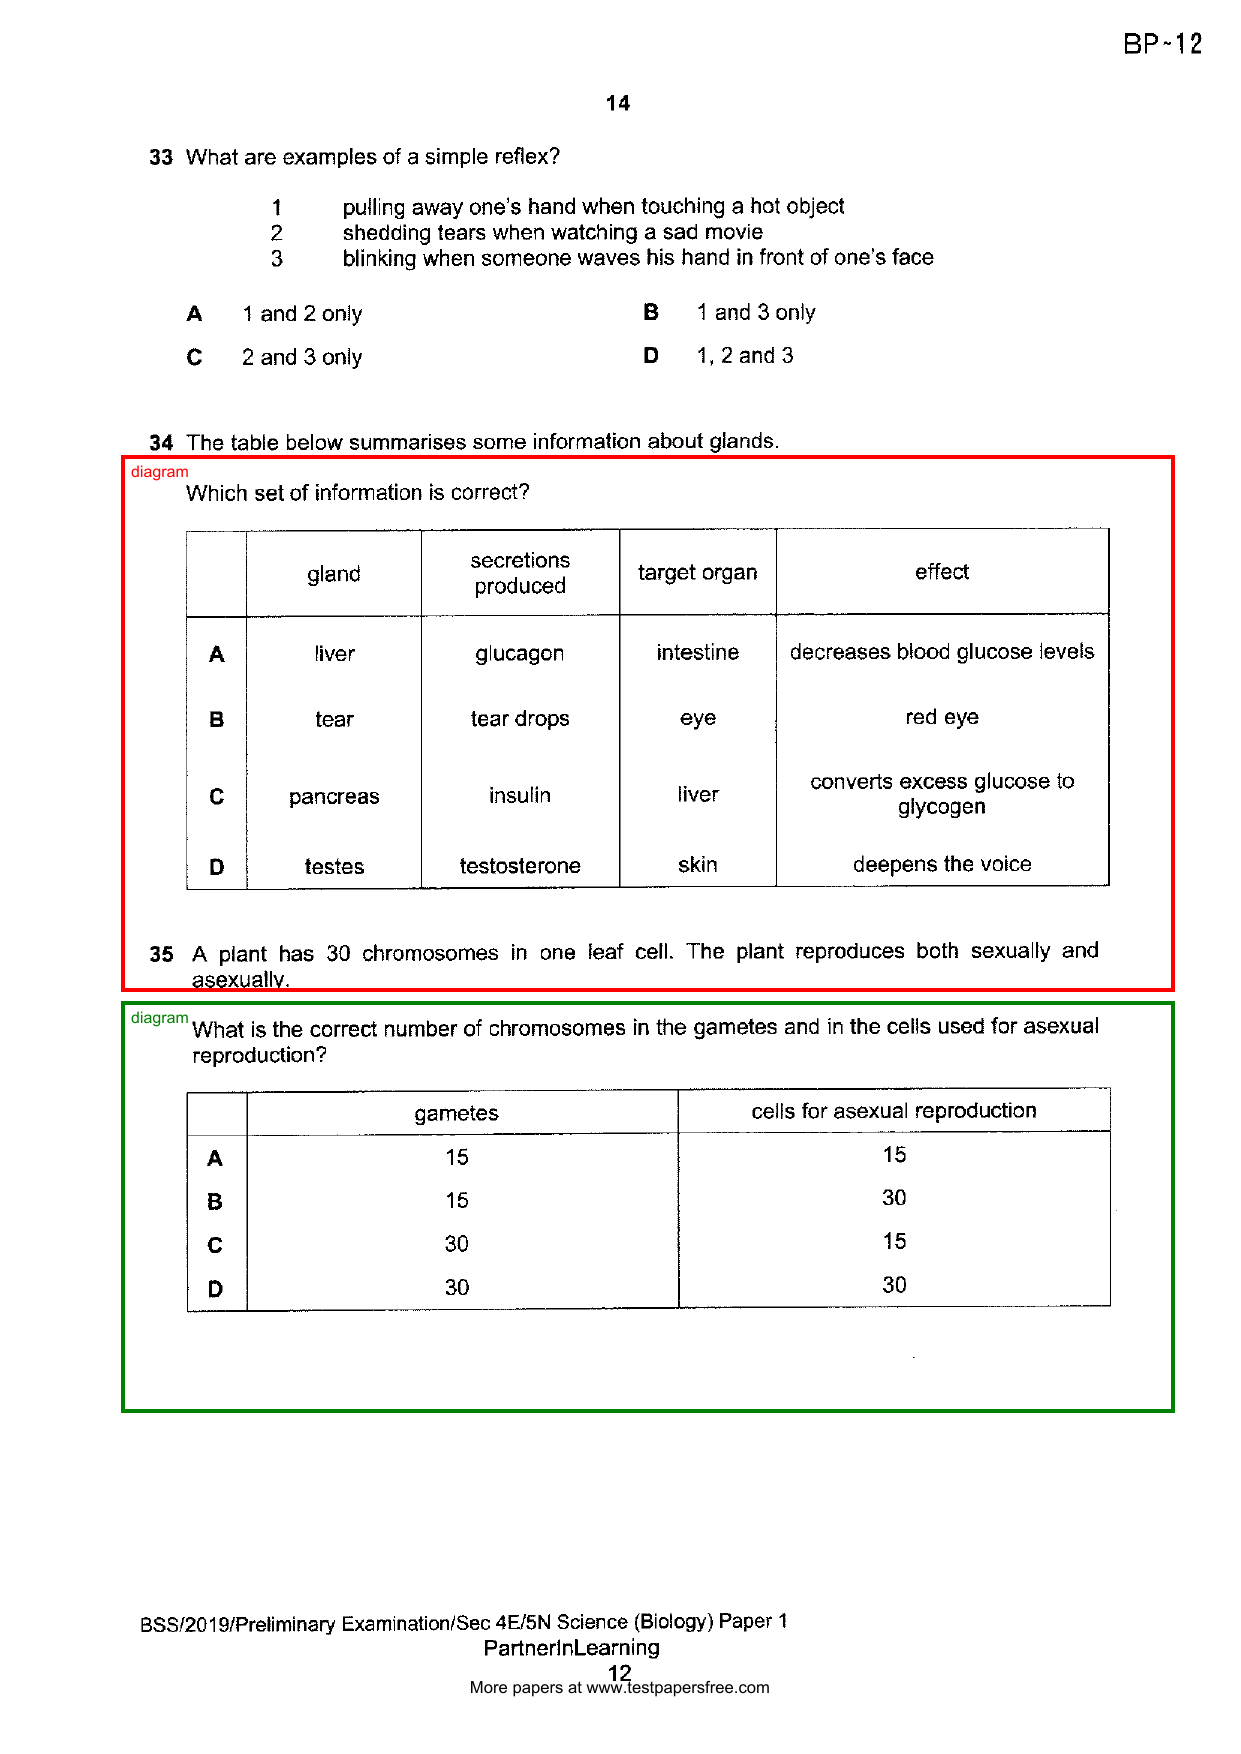 BP-12
14
33 What are examples of a simple reflex?
1 pulling away one's hand when touching a hot object
2 shedding tears when watching a sad movie
3 blinking when someone waves his hand in front of one's face
A 1 and 2 only B 1 and 3 only
C 2 and 3 only D 1, 2 and 3
34 The table below summarises some information about glands.
diagram
Which set of information is correct?
gland secretions produced target organ effect
A liver glucagon intestine decreases blood glucose levels
B tear tear drops eye red eye
C pancreas insulin liver converts excess glucose to glycogen
D testes testosterone skin deepens the voice
35 A plant has 30 chromosomes in one leaf cell. The plant reproduces both sexually and
asexually.
diagram
What is the correct number of chromosomes in the gametes and in the cells used for asexual
reproduction?
gametes cells for asexual reproduction
A 15 15
B 15 30
C 30 15
D 30 30
BSS/2019/Preliminary Examination/Sec 4E/5N Science (Biology) Paper 1
PartnerInLearning
12
More papers at www.testpapersfree.com